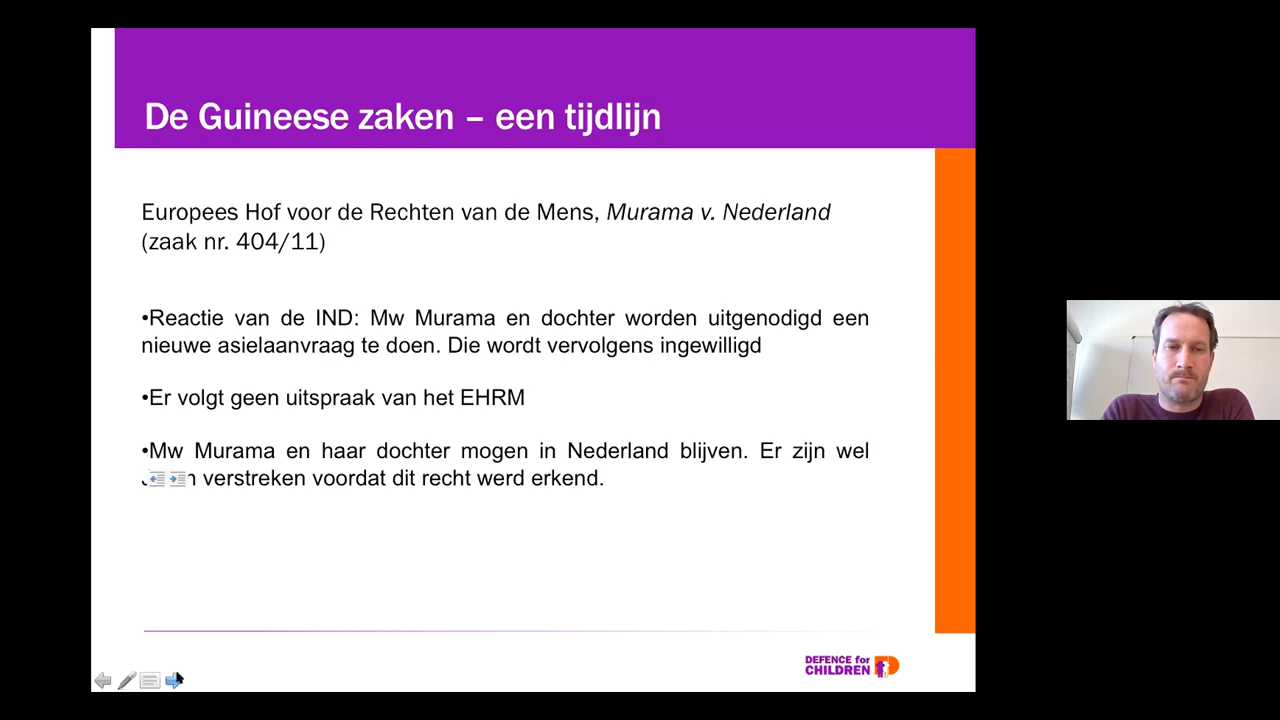 De Guineese zaken – een tijdlijn
Europees Hof voor de Rechten van de Mens, Murama v. Nederland
(zaak nr. 404/11)
•Reactie van de IND: Mw Murama en dochter worden uitgenodigd een
nieuwe asielaanvraag te doen. Die wordt vervolgens ingewilligd
•Er volgt geen uitspraak van het EHRM
•Mw Murama en haar dochter mogen in Nederland blijven. Er zijn wel
verstreken voordat dit recht werd erkend.
DEFENCE for
CHILDREN